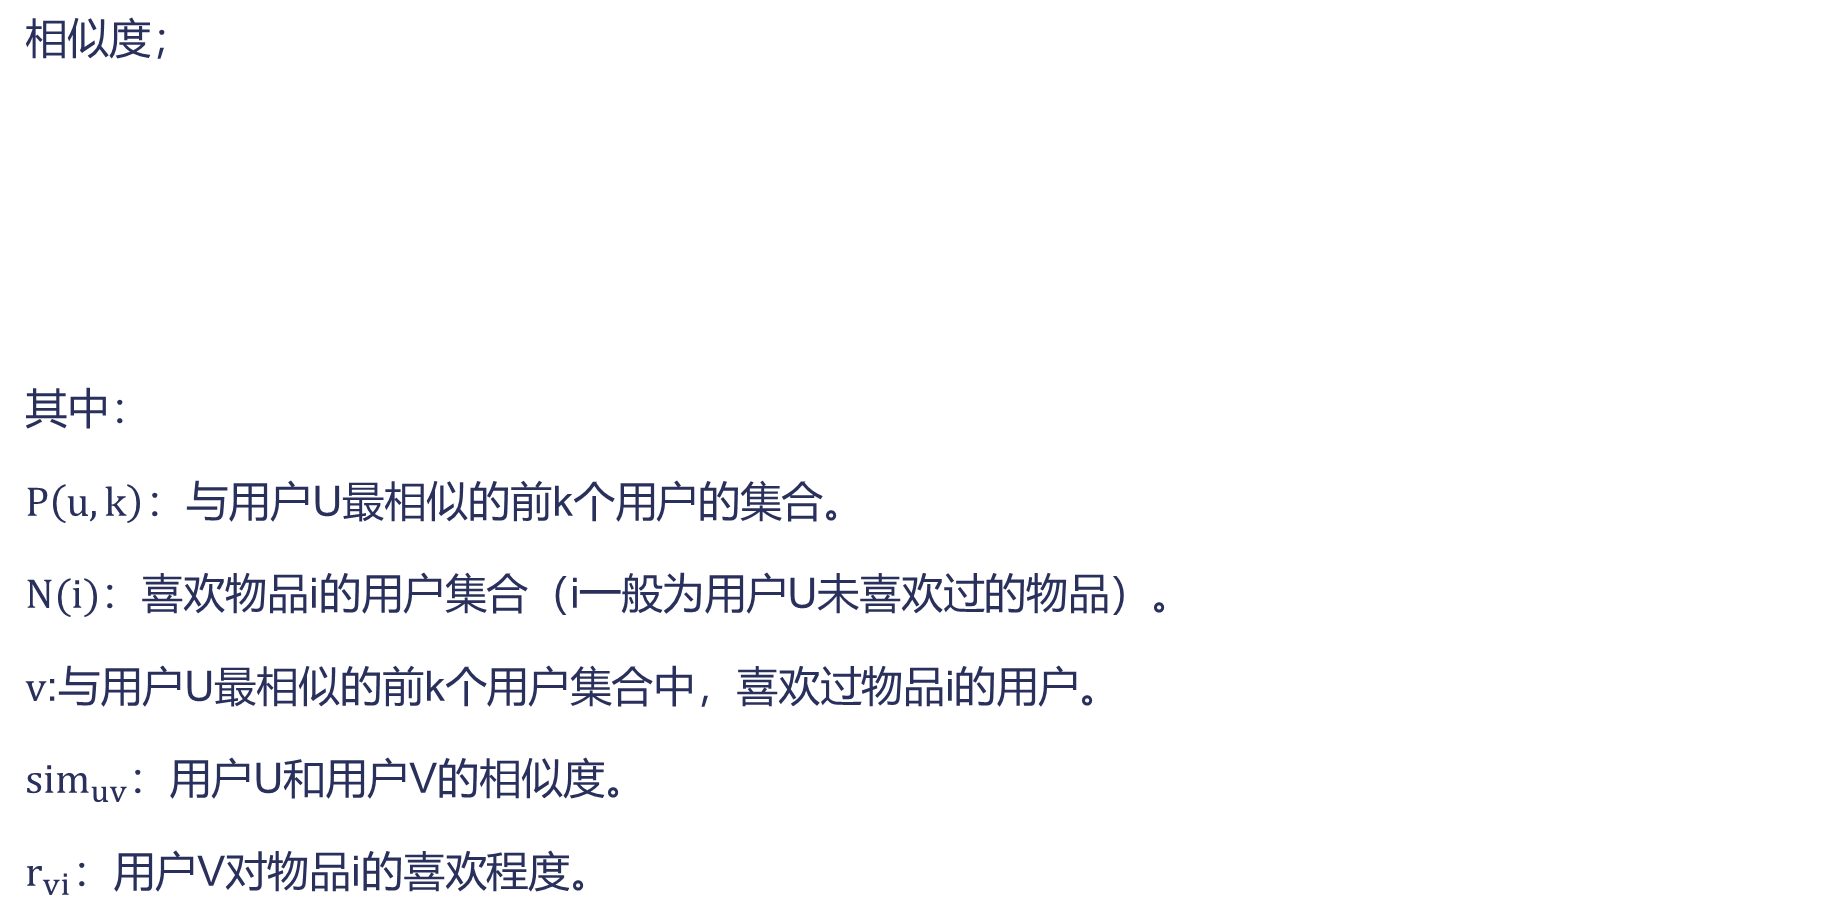 相似度；
其中：
P(u, k)：与用户U最相似的前k个用户的集合。
N(i)：喜欢物品i的用户集合（i一般为用户U未喜欢过的物品）。
v:与用户U最相似的前k个用户集合中，喜欢过物品i的用户。
sim_uv：用户U和用户V的相似度。
r_vi：用户V对物品i的喜欢程度。